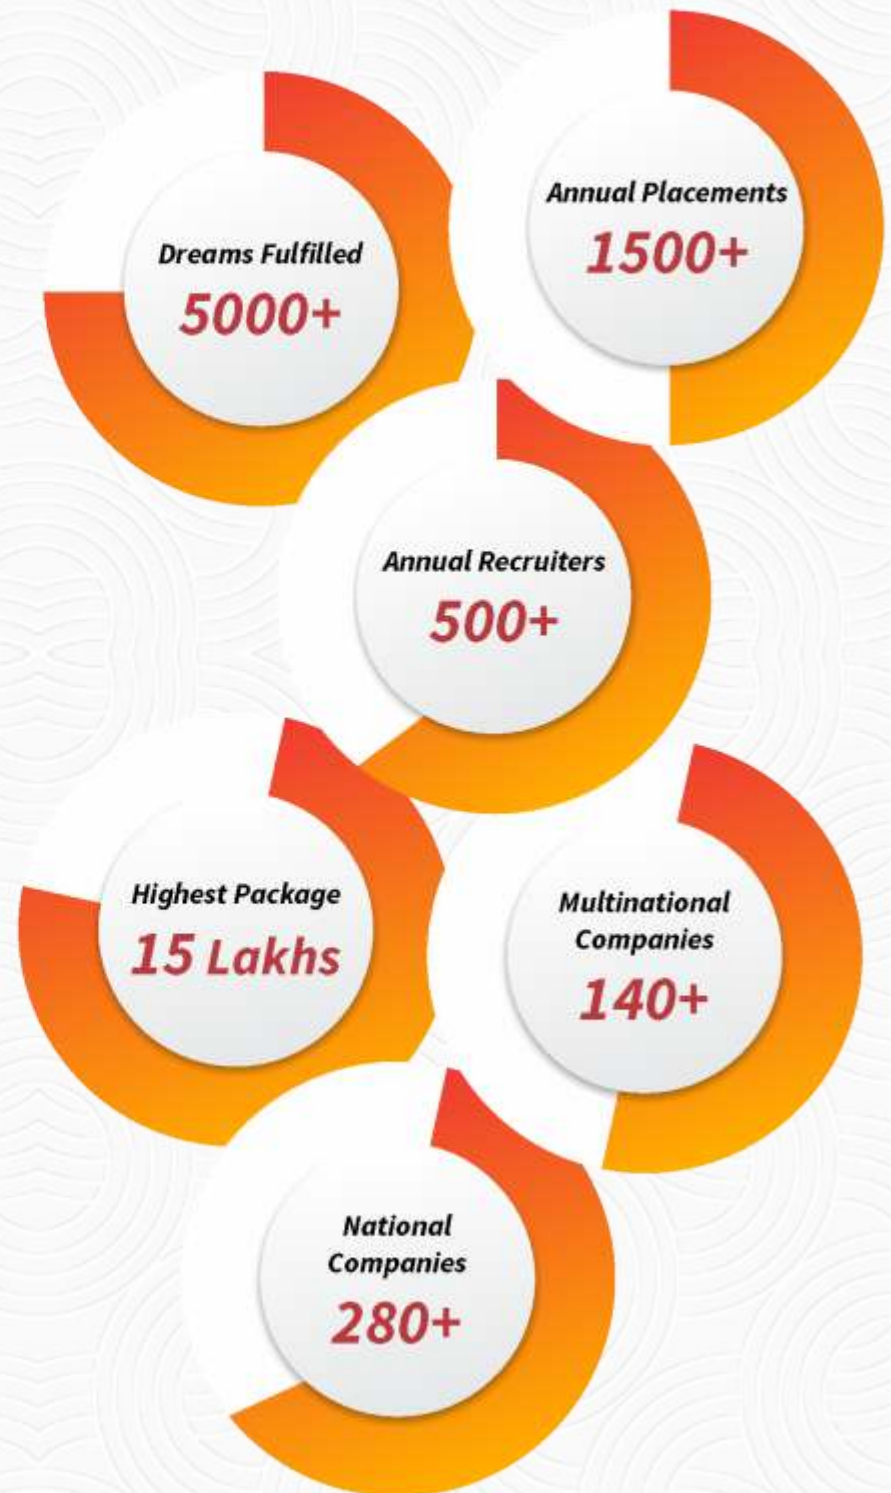 Dreams Fulfilled
5000+
Annual Placements
1500+
Annual Recruiters
500+
Highest Package
15 Lakhs
Multinational
Companies
140+
National
Companies
280+